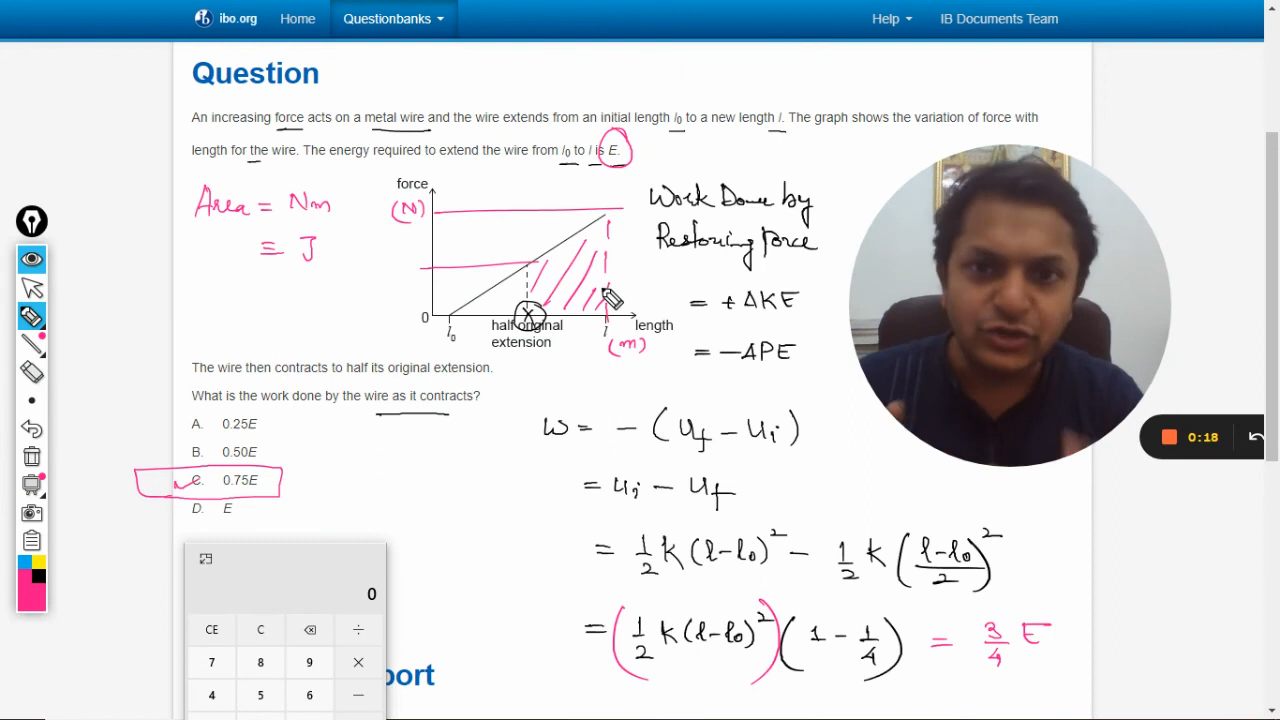 ibo.org Home Questionbanks Help IB Documents Team
Question
An increasing force acts on a metal wire and the wire extends from an initial length l₀ to a new length l. The graph shows the variation of force with
length for the wire. The energy required to extend the wire from l₀ to l is E.
Area = Nm
≡ J
force
(N)
0
l₀
half original
extension
l
length
(m)
Work Done by
Restoring force
= + ΔKE
= − ΔPE
The wire then contracts to half its original extension.
What is the work done by the wire as it contracts?
A. 0.25E
B. 0.50E
C. 0.75E
D. E
W = − (U_f − U_i)
= U_i − U_f
= 1/2 K (l−l₀)² − 1/2 K ((l−l₀)/2)²
= (1/2 K (l−l₀)²) (1 − 1/4) = 3/4 E
0:18
0
CE C ⌫ ÷
7 8 9 ×
4 5 6 −
port